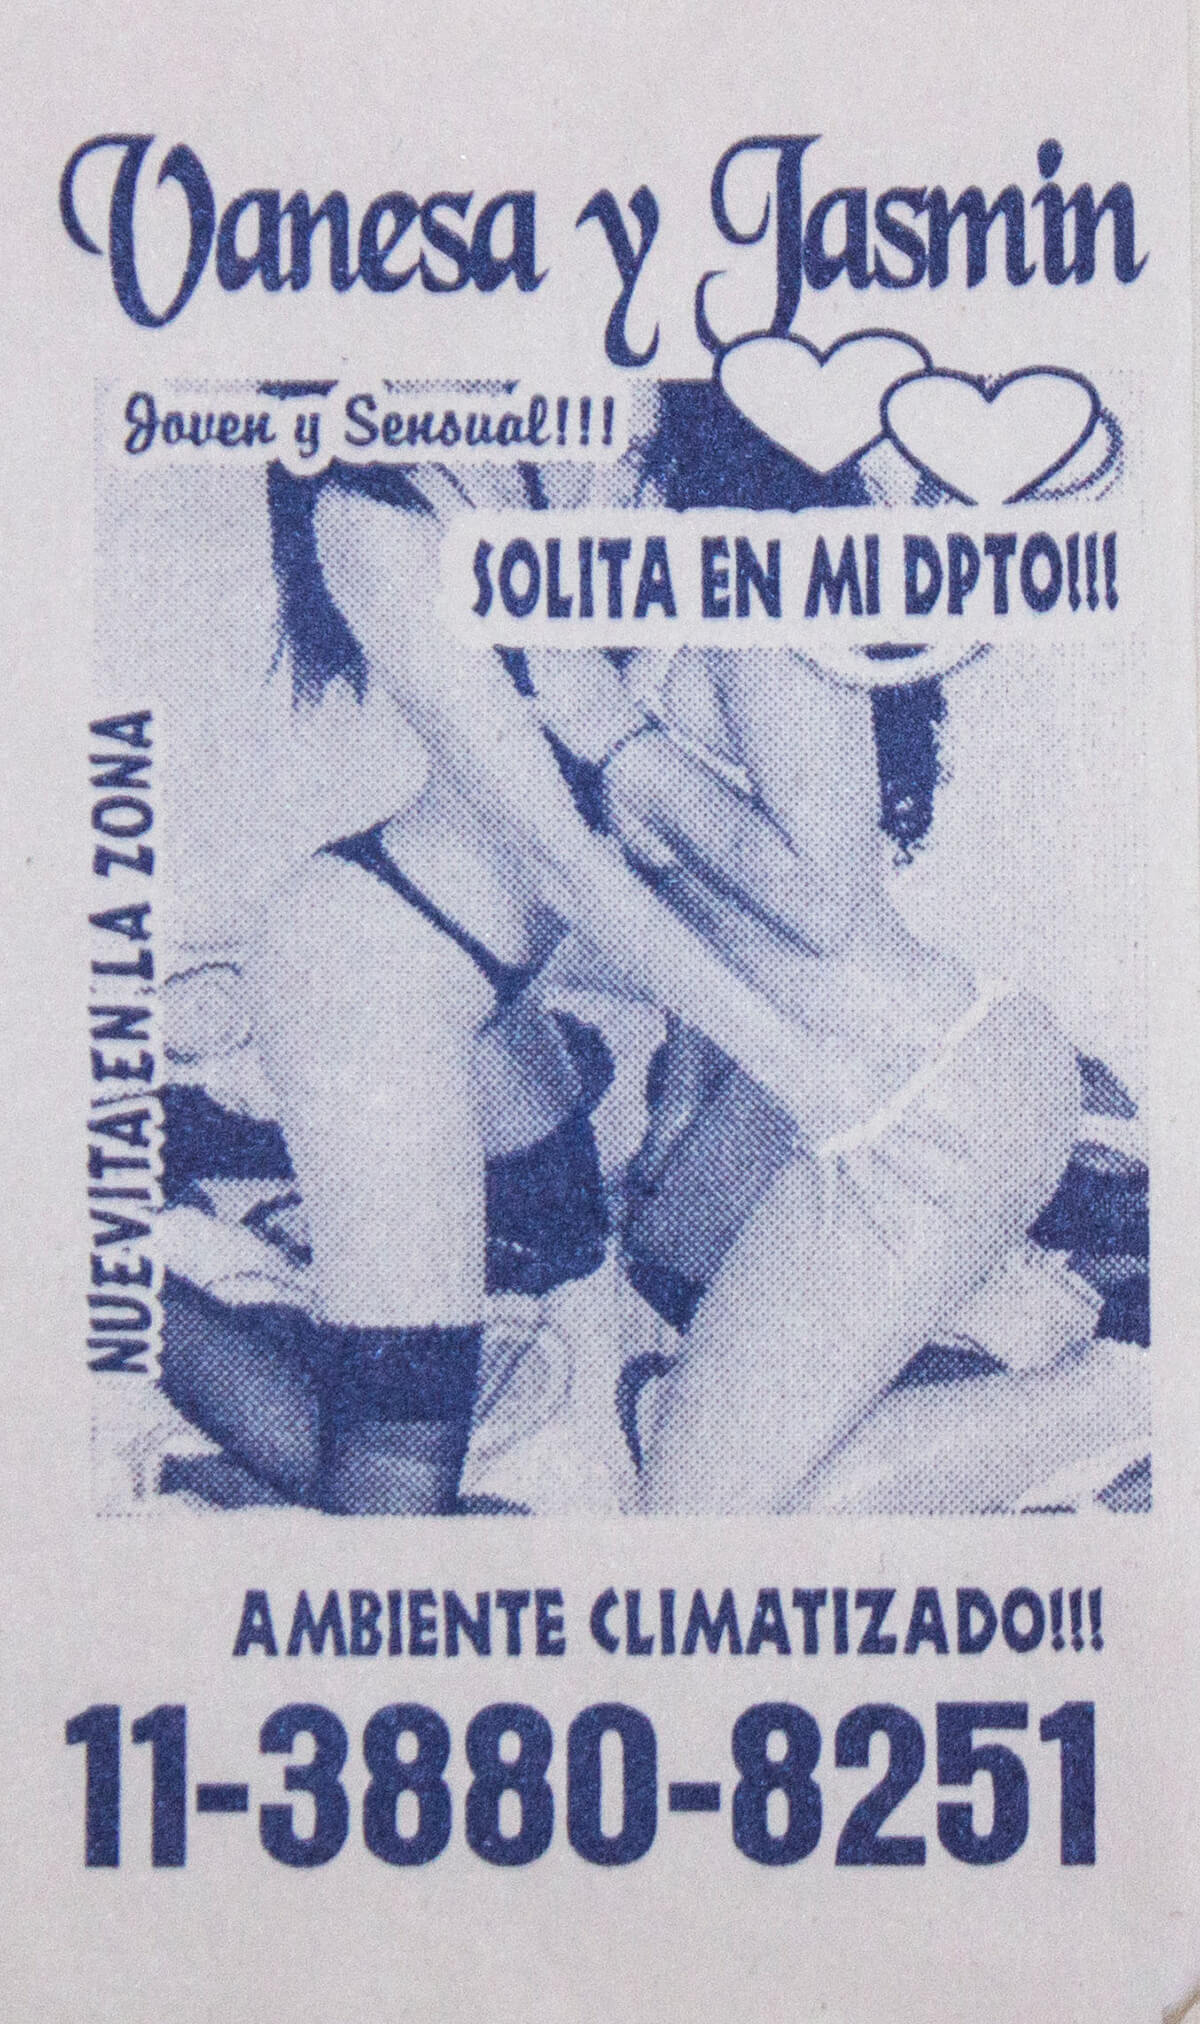 Vanesa y Jasmin
Joven y Sensual!!!
SOLITA EN MI DPTO!!!
NUEVITA EN LA ZONA
AMBIENTE CLIMATIZADO!!!
11-3880-8251